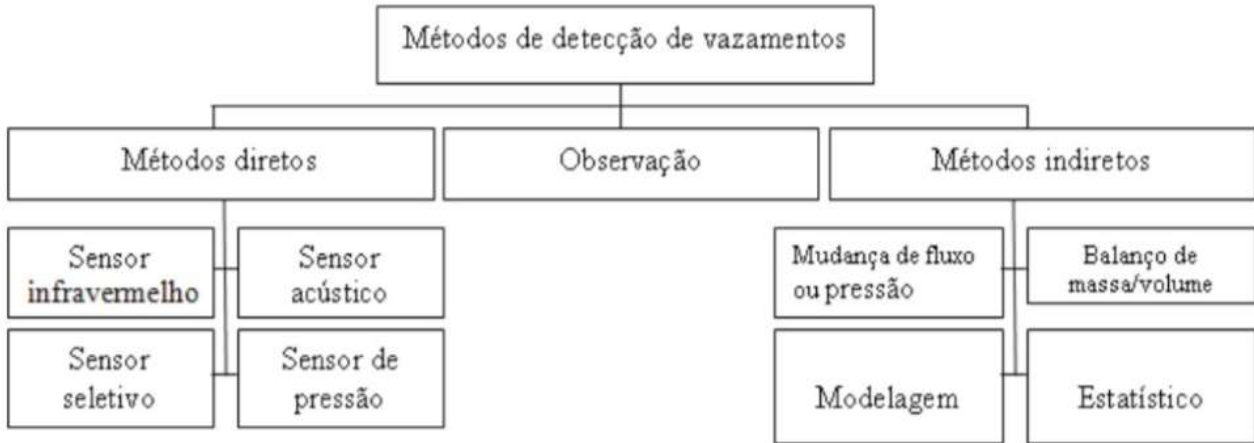 Métodos de detecção de vazamentos
Métodos diretos
Observação
Métodos indiretos
Sensor
infravermelho
Sensor
acústico
Mudança de fluxo
ou pressão
Balanço de
massa/volume
Sensor
seletivo
Sensor de
pressão
Modelagem
Estatístico